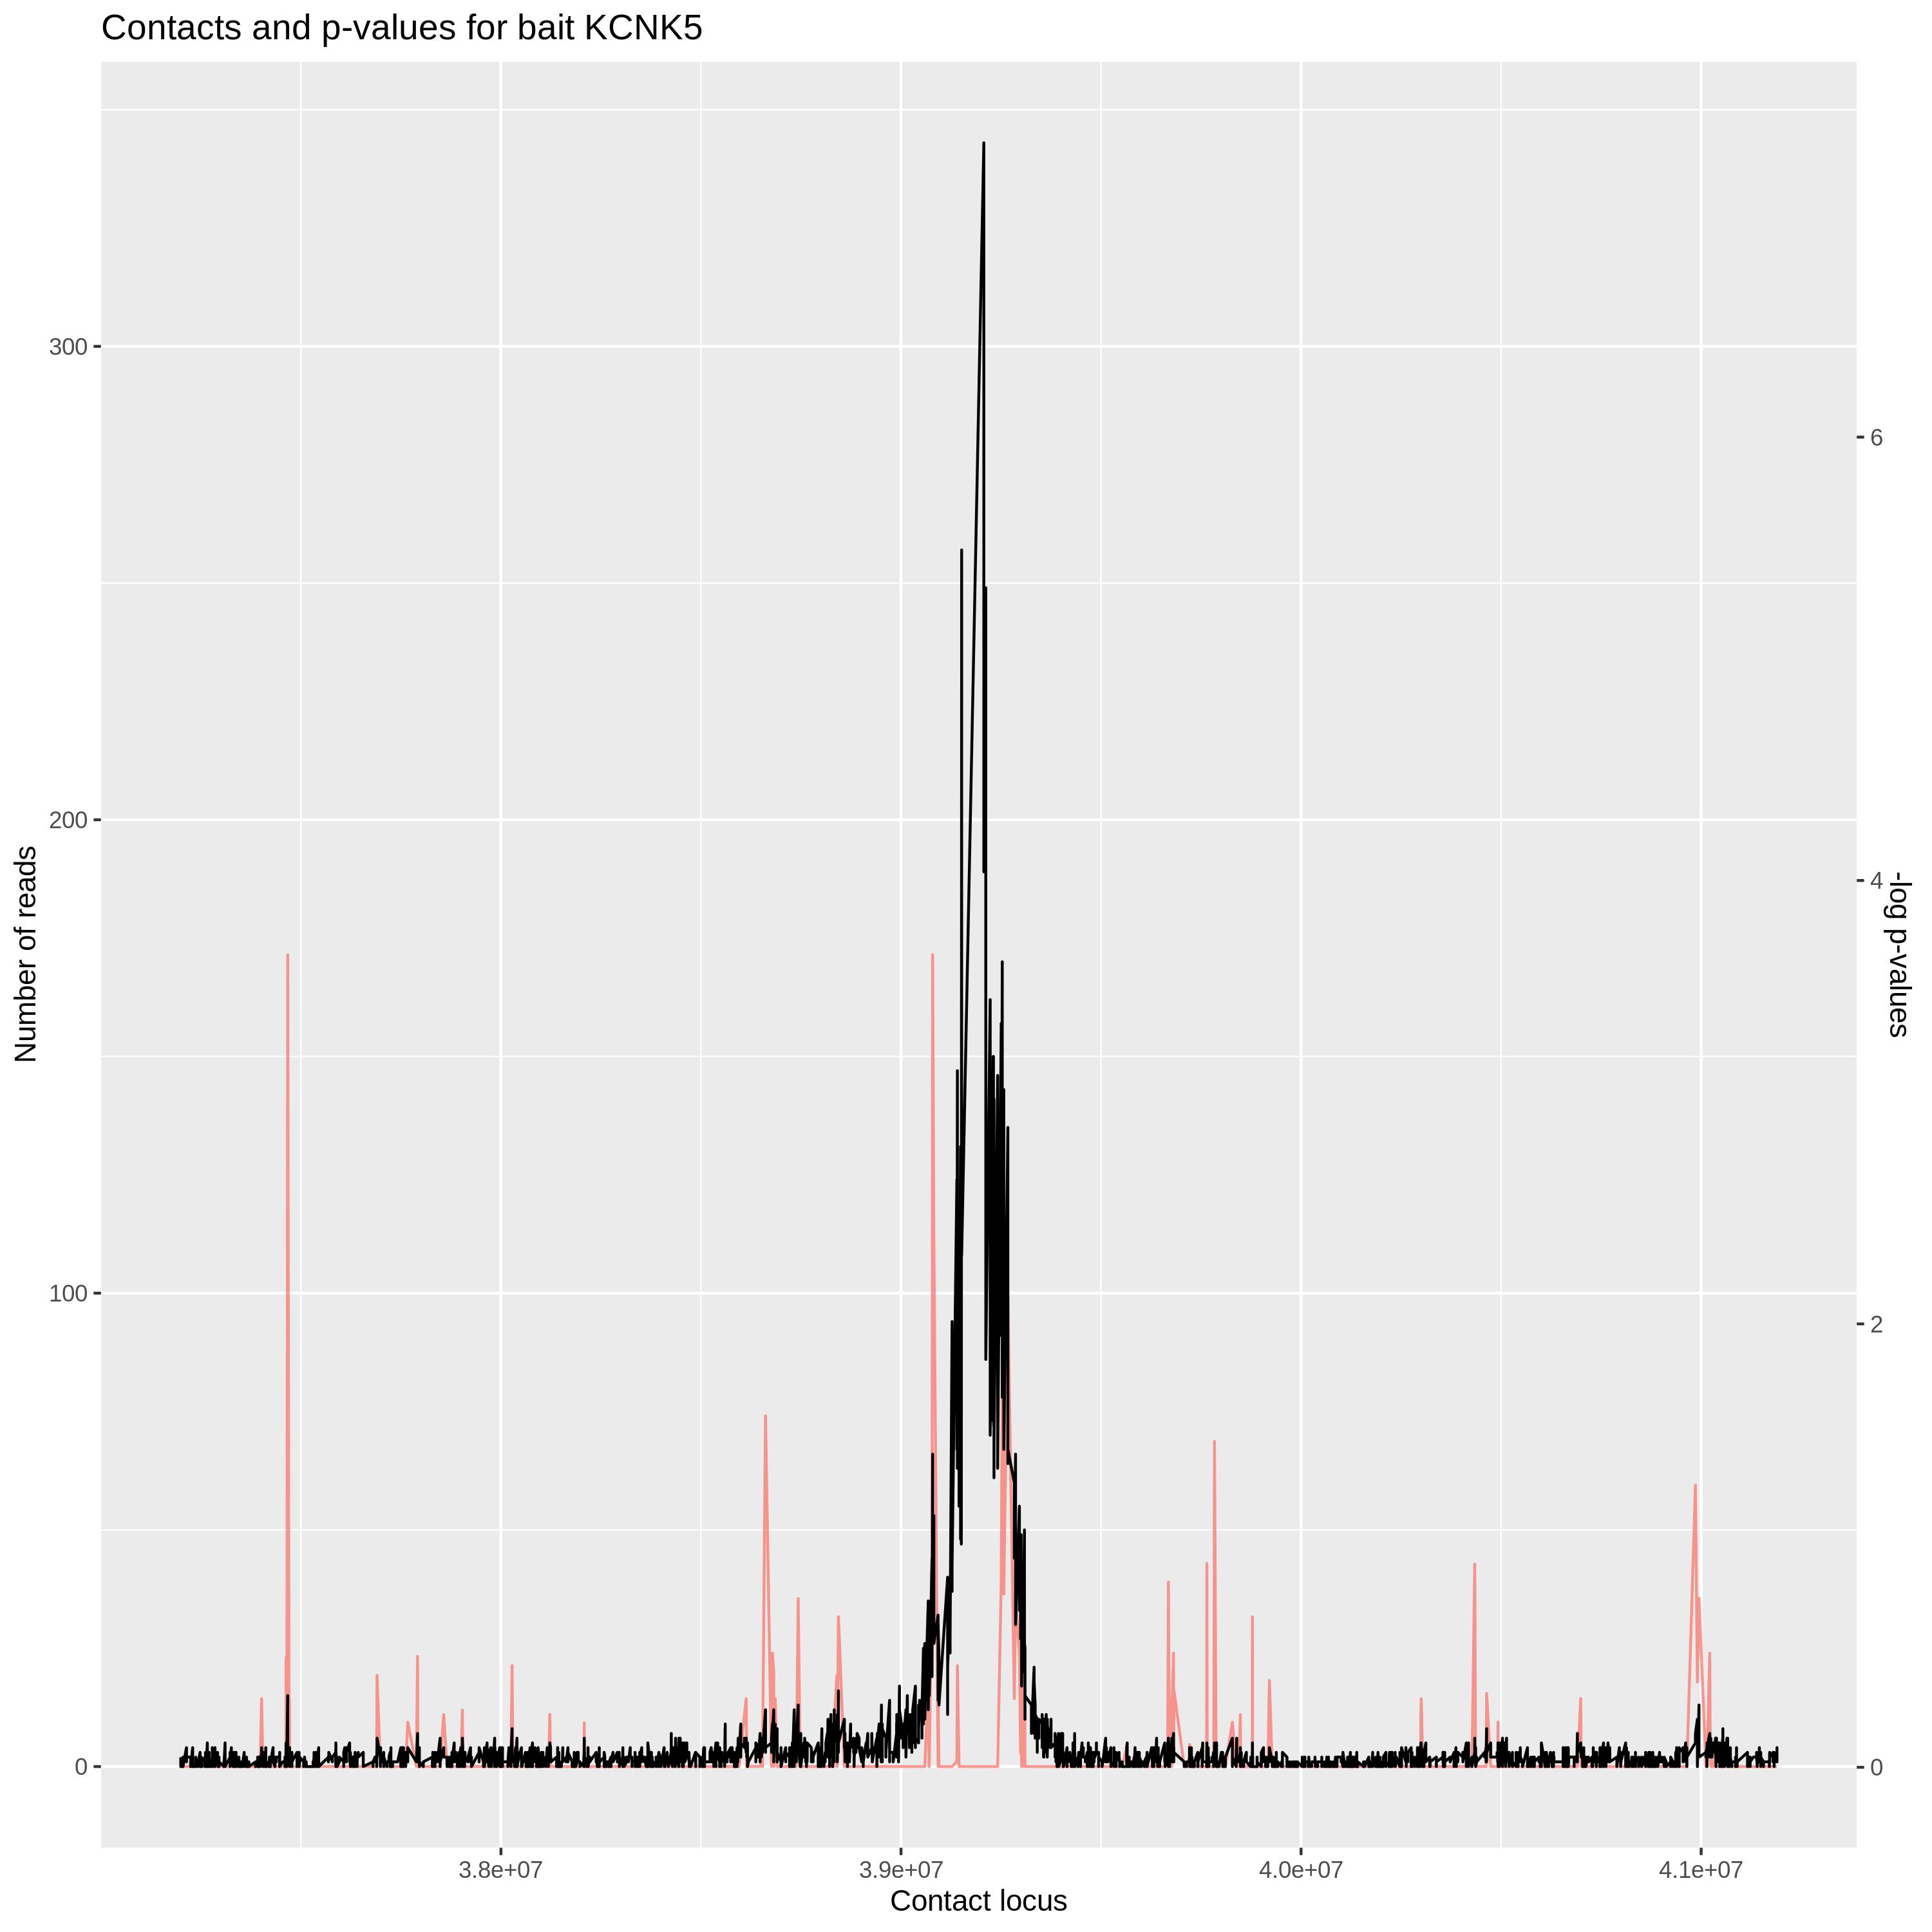 Contacts and p-values for bait KCNK5
Number of reads
300
200
100
0
6
4
2
0
-log p-values
3.8e+07
3.9e+07
4.0e+07
4.1e+07
Contact locus